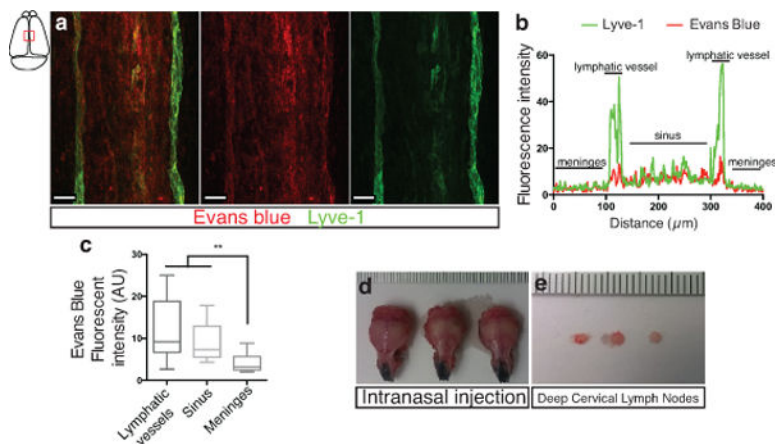 a
Evans blue Lyve-1
b
Lyve-1 Evans Blue
Fluorescence intensity
60
40
20
0
lymphatic vessel
lymphatic vessel
sinus
meninges
meninges
0 100 200 300 400
Distance (µm)
c
**
Evans Blue
Fluorescent
intensity (AU)
30
20
10
0
Lymphatic
vessels
Sinus
Meninges
d
Intranasal injection
e
Deep Cervical Lymph Nodes